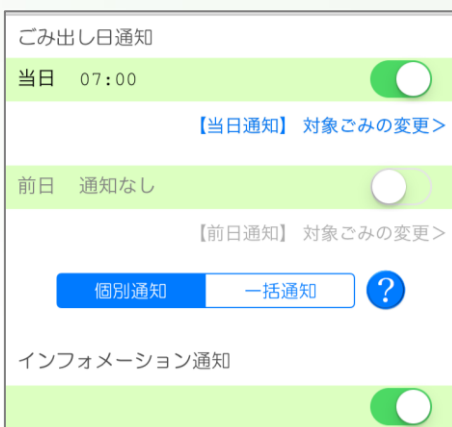 ごみ出し日通知
当日 07:00
【当日通知】 対象ごみの変更＞
前日 通知なし
【前日通知】 対象ごみの変更＞
個別通知 一括通知 ?
インフォメーション通知